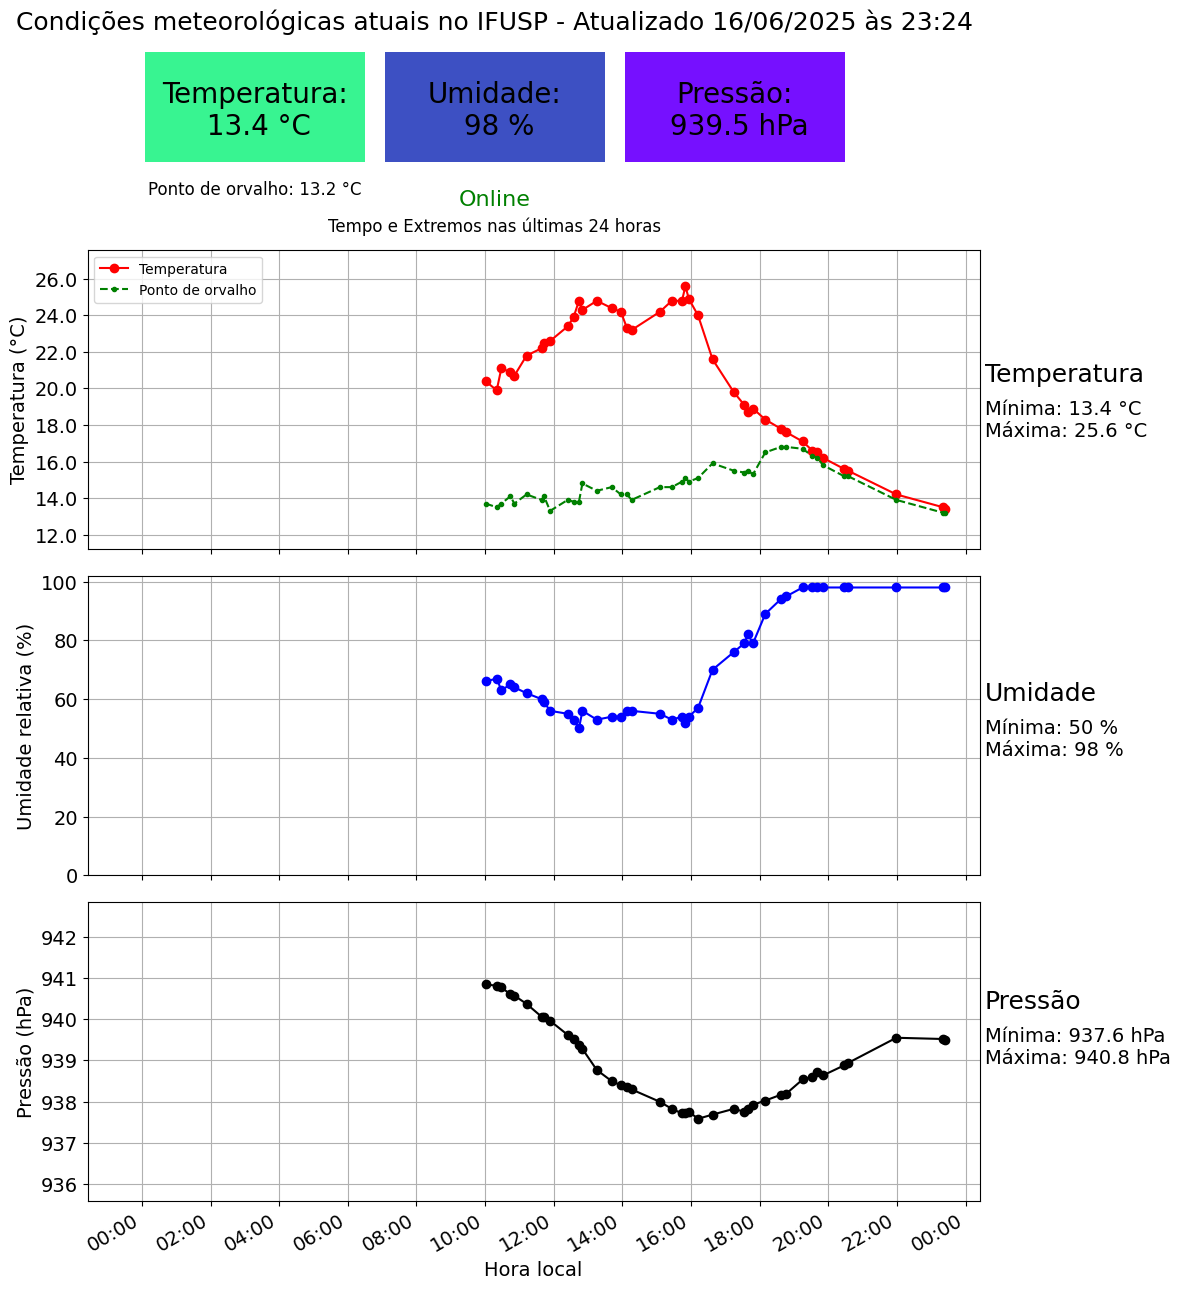 Condições meteorológicas atuais no IFUSP - Atualizado 16/06/2025 às 23:24
Temperatura:
13.4 °C
Umidade:
98 %
Pressão:
939.5 hPa
Ponto de orvalho: 13.2 °C
Online
Tempo e Extremos nas últimas 24 horas
Temperatura
Ponto de orvalho
Temperatura (°C)
26.0
24.0
22.0
20.0
18.0
16.0
14.0
12.0
Temperatura
Mínima: 13.4 °C
Máxima: 25.6 °C
Umidade relativa (%)
100
80
60
40
20
0
Umidade
Mínima: 50 %
Máxima: 98 %
Pressão (hPa)
942
941
940
939
938
937
936
Pressão
Mínima: 937.6 hPa
Máxima: 940.8 hPa
00:00 02:00 04:00 06:00 08:00 10:00 12:00 14:00 16:00 18:00 20:00 22:00 00:00
Hora local